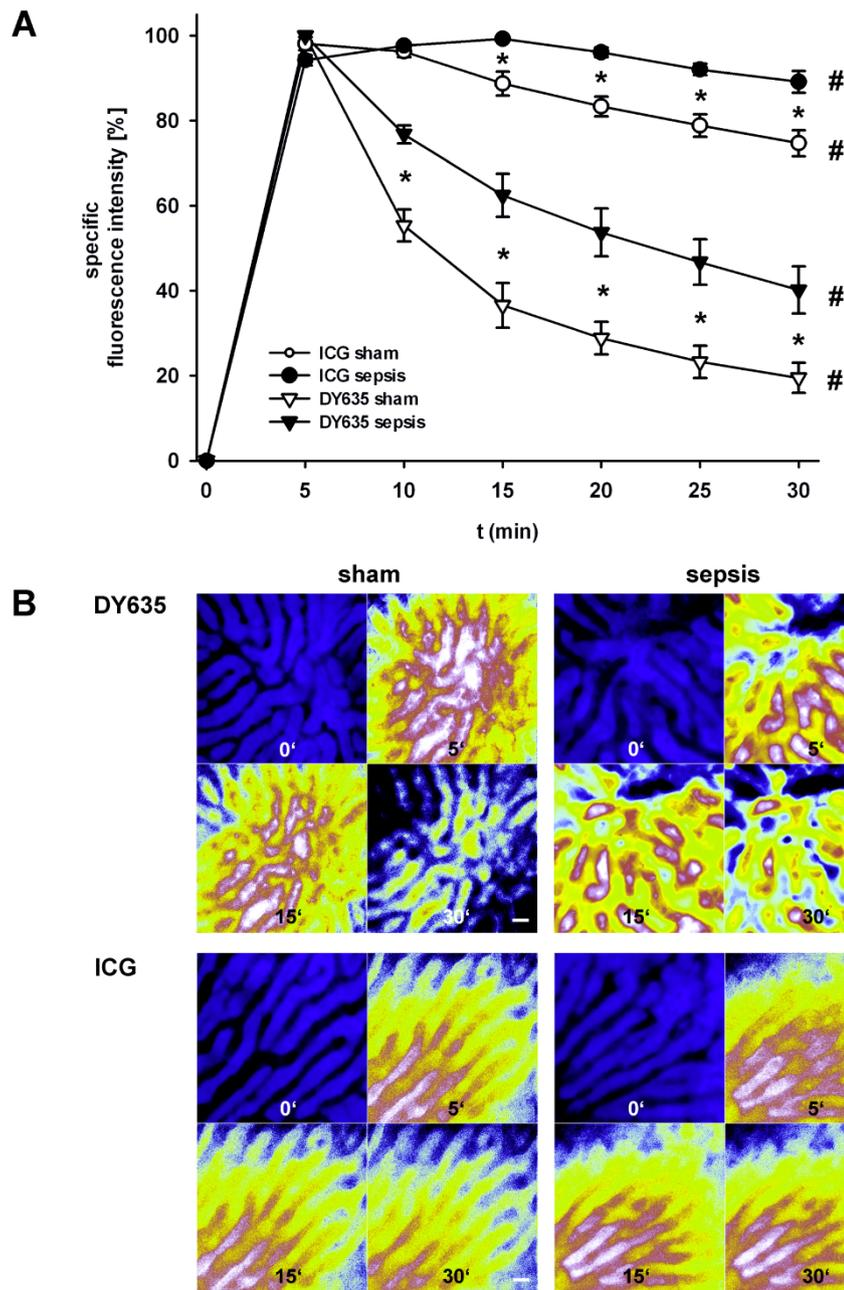 A
specific
fluorescence intensity [%]
100
80
60
40
20
0
*
*
*
*
*
*
*
*
*
#
#
#
#
ICG sham
ICG sepsis
DY635 sham
DY635 sepsis
0 5 10 15 20 25 30
t (min)
B
sham sepsis
DY635
0‘ 5‘ 0‘ 5‘
15‘ 30‘ 15‘ 30‘
ICG
0‘ 5‘ 0‘ 5‘
15‘ 30‘ 15‘ 30‘